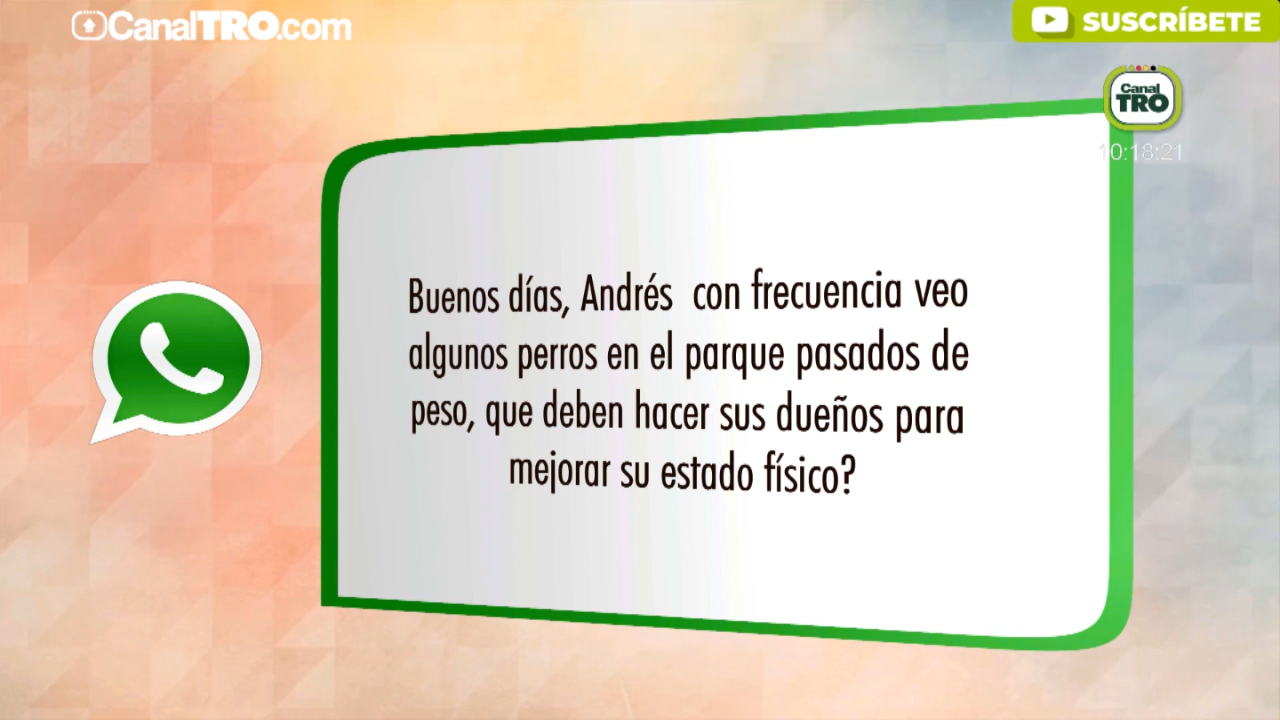 CanalTRO.com
SUSCRÍBETE
Canal
TRO
10:18:21
Buenos días, Andrés con frecuencia veo
algunos perros en el parque pasados de
peso, que deben hacer sus dueños para
mejorar su estado físico?